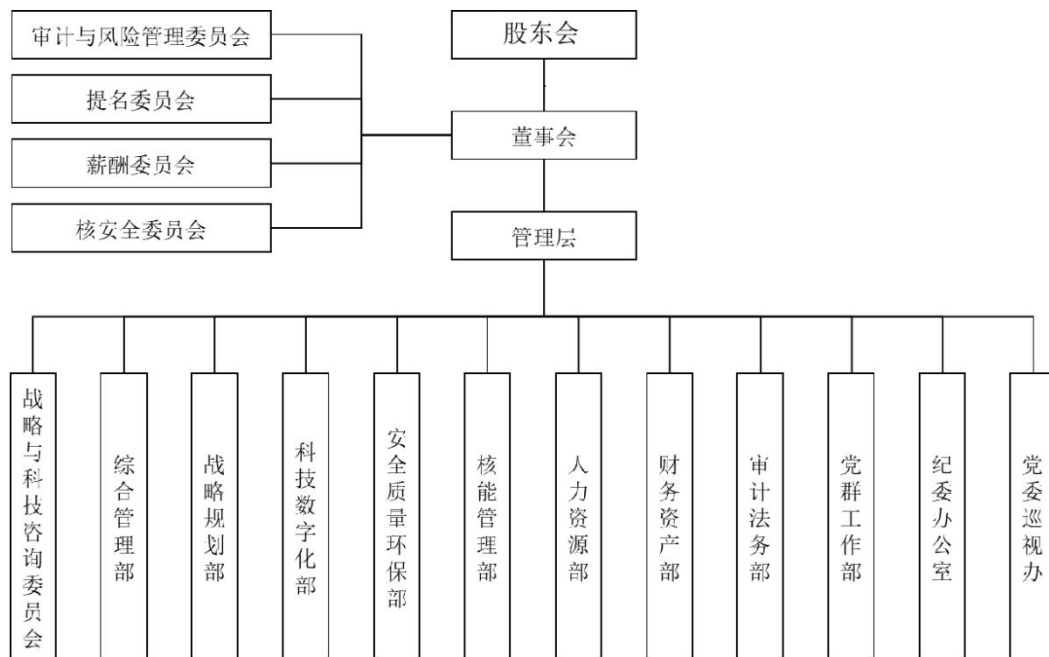 审计与风险管理委员会
股东会
提名委员会
董事会
薪酬委员会
核安全委员会
管理层
战略与科技咨询委员会
综合管理部
战略规划部
科技数字化部
安全质量环保部
核能管理部
人力资源部
财务资产部
审计法务部
党群工作部
纪委办公室
党委巡视办